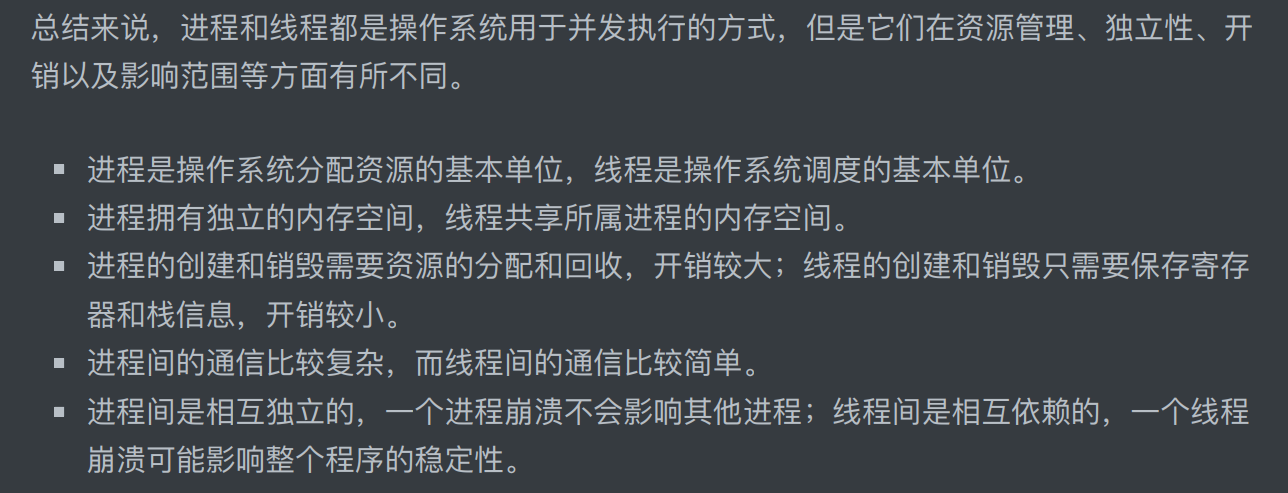 总结来说，进程和线程都是操作系统用于并发执行的方式，但是它们在资源管理、独立性、开
销以及影响范围等方面有所不同。
进程是操作系统分配资源的基本单位，线程是操作系统调度的基本单位。
进程拥有独立的内存空间，线程共享所属进程的内存空间。
进程的创建和销毁需要资源的分配和回收，开销较大；线程的创建和销毁只需要保存寄存
器和栈信息，开销较小。
进程间的通信比较复杂，而线程间的通信比较简单。
进程间是相互独立的，一个进程崩溃不会影响其他进程；线程间是相互依赖的，一个线程
崩溃可能影响整个程序的稳定性。